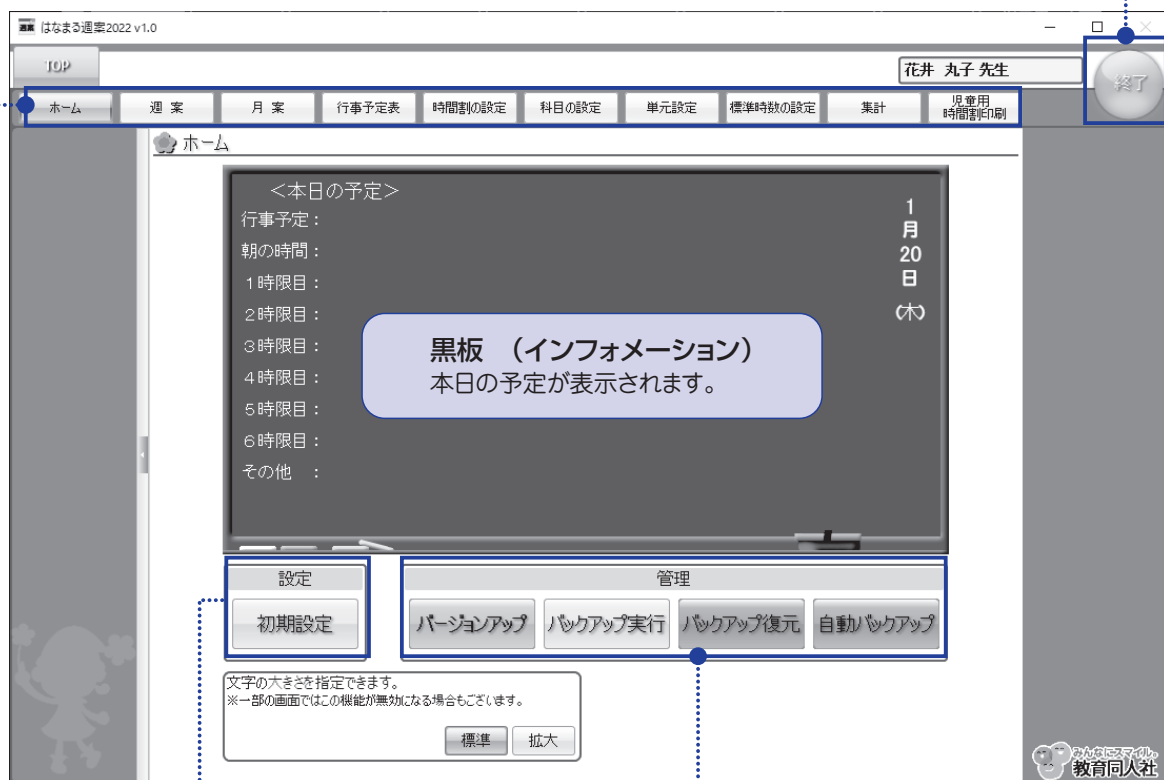 はなまる週案2022 v1.0
TOP
花井 丸子 先生
終了
ホーム 週 案 月 案 行事予定表 時間割の設定 科目の設定 単元設定 標準時数の設定 集計 児童用
時間割印刷
ホーム
＜本日の予定＞
行事予定：
朝の時間：
１時限目：
２時限目：
３時限目：
４時限目：
５時限目：
６時限目：
その他 ：
1
月
20
日
(木)
黒板 （インフォメーション）
本日の予定が表示されます。
設定
初期設定
管理
バージョンアップ バックアップ実行 バックアップ復元 自動バックアップ
文字の大きさを指定できます。
※一部の画面ではこの機能が無効になる場合もございます。
標準 拡大
みんなにスマイル。
教育同人社